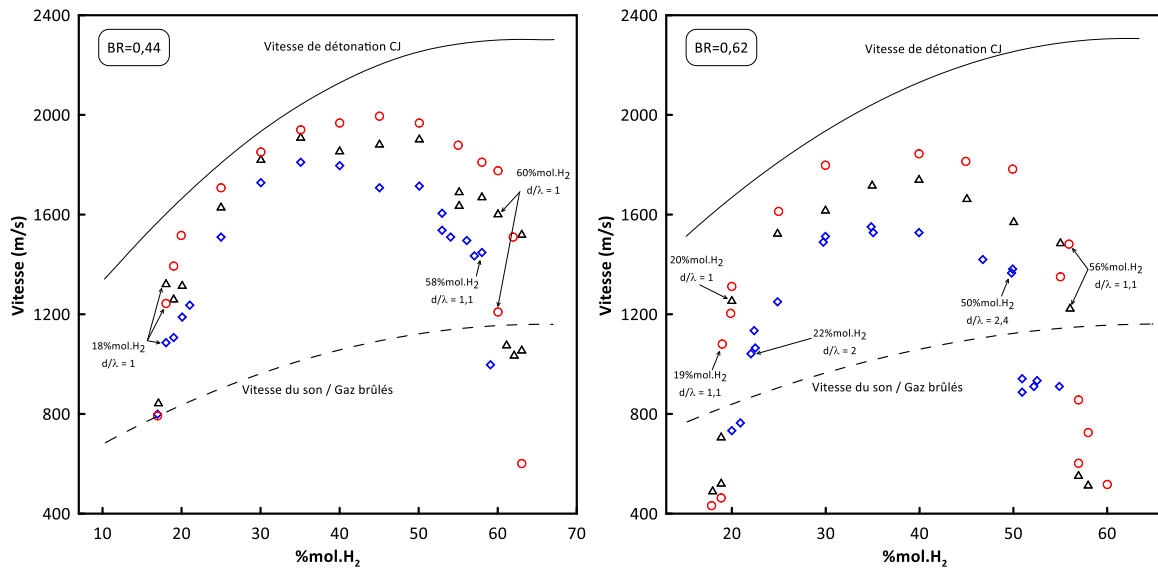 BR=0,44
Vitesse de détonation CJ
60%mol.H₂
d/λ = 1
58%mol.H₂
d/λ = 1,1
18%mol.H₂
d/λ = 1
Vitesse du son / Gaz brûlés
2400
2000
1600
1200
800
400
Vitesse (m/s)
10
20
30
40
50
60
70
%mol.H₂
BR=0,62
Vitesse de détonation CJ
20%mol.H₂
d/λ = 1
56%mol.H₂
d/λ = 1,1
50%mol.H₂
d/λ = 2,4
22%mol.H₂
d/λ = 2
19%mol.H₂
d/λ = 1,1
Vitesse du son / Gaz brûlés
2400
2000
1600
1200
800
400
Vitesse (m/s)
20
30
40
50
60
%mol.H₂